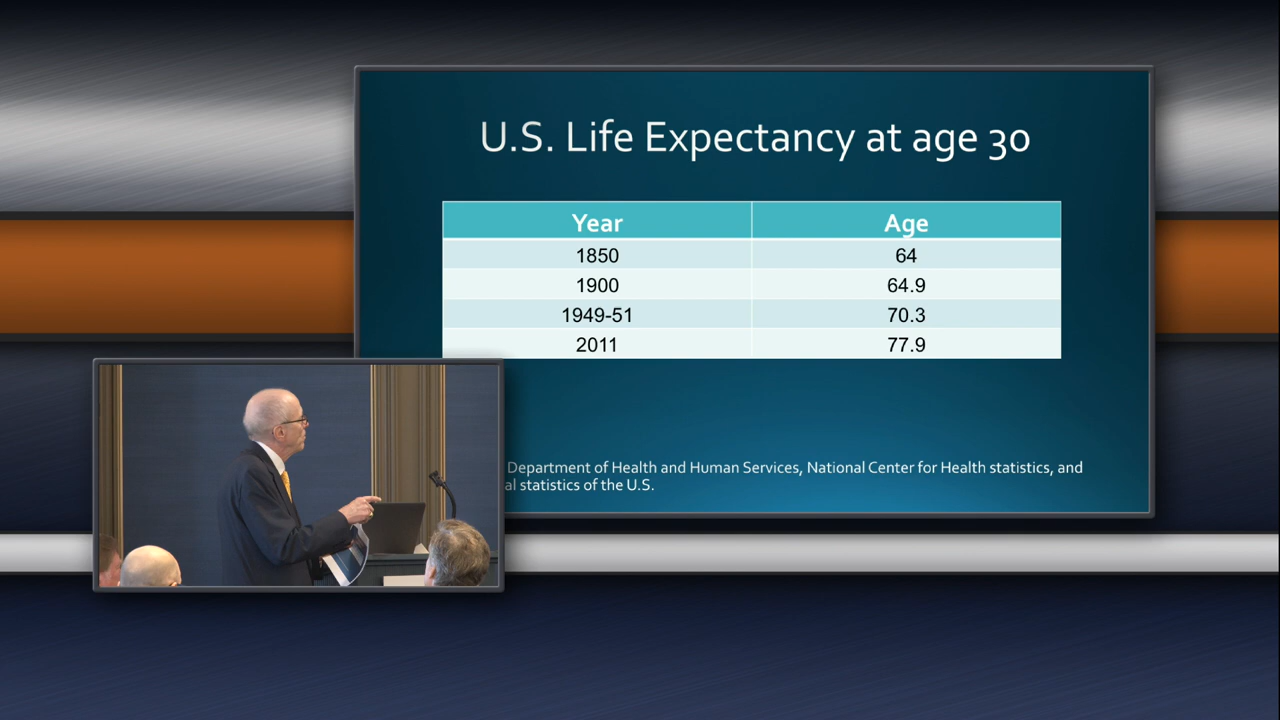 U.S. Life Expectancy at age 30
Year Age
1850 64
1900 64.9
1949-51 70.3
2011 77.9
Department of Health and Human Services, National Center for Health statistics, and
statistics of the U.S.